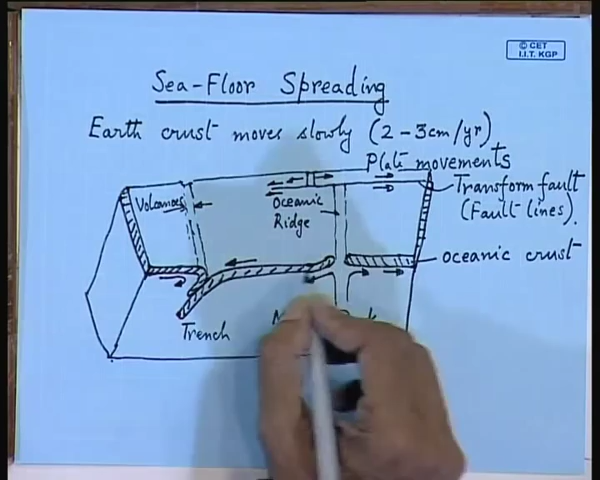 © CET
I.I.T. KGP
Sea-Floor Spreading
Earth crust moves slowly (2-3cm/yr)
Plate movements
Transform fault
(Fault lines).
Volcanoes
Oceanic
Ridge
oceanic crust
Trench